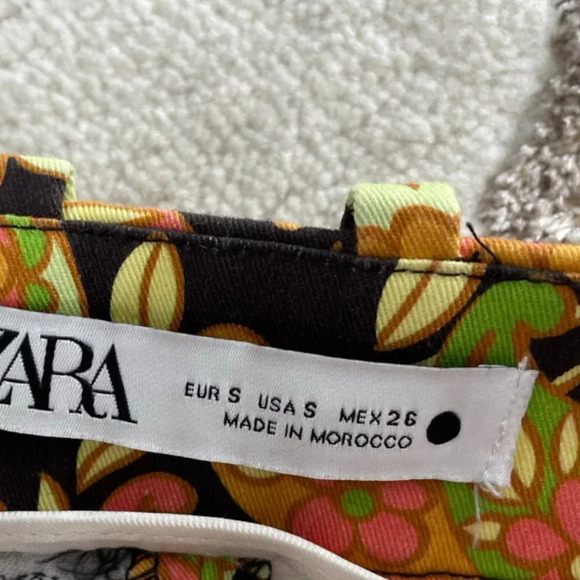 ZARA
EUR S USA S MEX 26
MADE IN MOROCCO